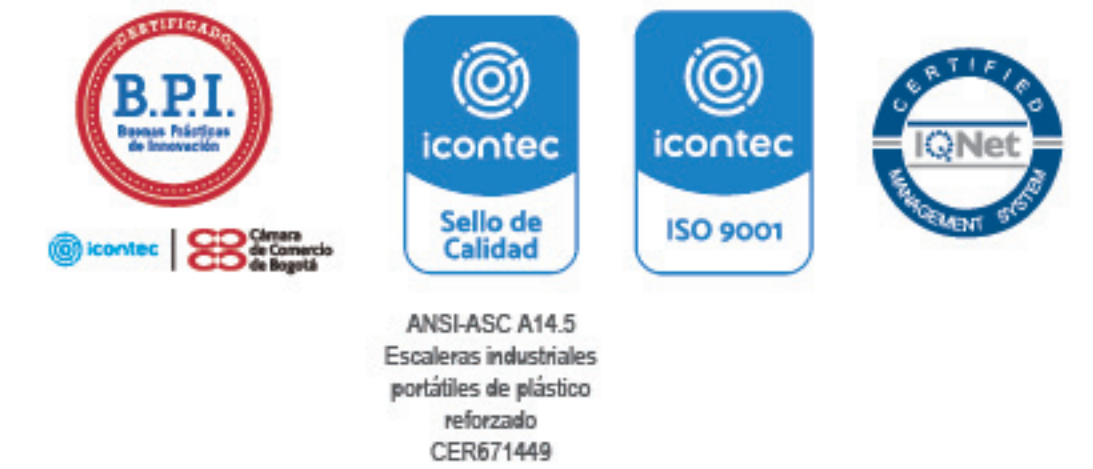 CERTIFICADO
B.P.I.
Buenas Prácticas
de Innovación
icontec
Cámara
de Comercio
de Bogotá
icontec
Sello de
Calidad
ANSI-ASC A14.5
Escaleras industriales
portátiles de plástico
reforzado
CER671449
icontec
ISO 9001
CERTIFIED
IQNet
MANAGEMENT SYSTEM